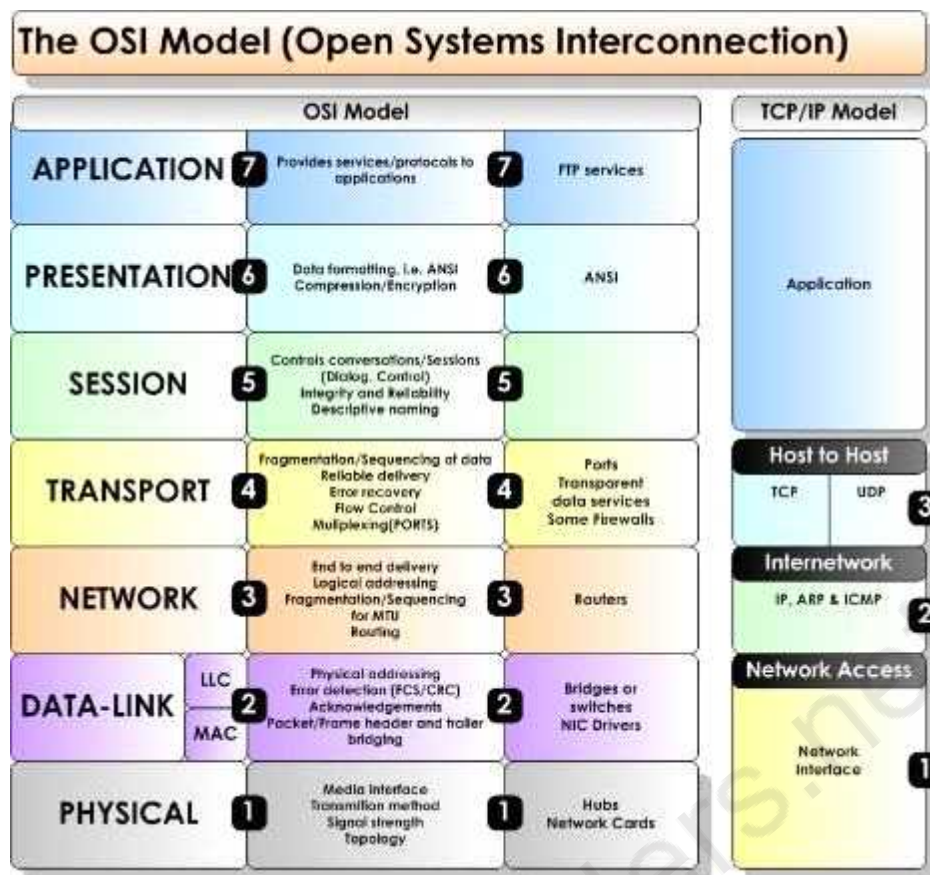 The OSI Model (Open Systems Interconnection)
OSI Model
APPLICATION
7
Provides services/protocols to
applications
7
FTP services
PRESENTATION
6
Data formatting, i.e. ANSI
Compression/Encryption
6
ANSI
SESSION
5
Controls conversations/Sessions
(Dialog. Control)
Integrity and Reliability
Descriptive naming
5
TRANSPORT
4
Fragmentation/Sequencing of data
Reliable delivery
Error recovery
Flow Control
Muliplexing(PORTS)
4
Ports
Transparent
data services
Some Firewalls
NETWORK
3
End to end delivery
Logical addressing
Fragmentation/Sequencing
for MTU
Routing
3
Routers
DATA-LINK
LLC
MAC
2
Physical addressing
Error detection (FCS/CRC)
Acknowledgements
Packet/Frame header and trailer
bridging
2
Bridges or
switches
NIC Drivers
PHYSICAL
1
Media interface
Transmition method
Signal strength
Topology
1
Hubs
Network Cards
TCP/IP Model
Application
Host to Host
TCP
UDP
3
Internetwork
IP, ARP & ICMP
2
Network Access
Network
Interface
1